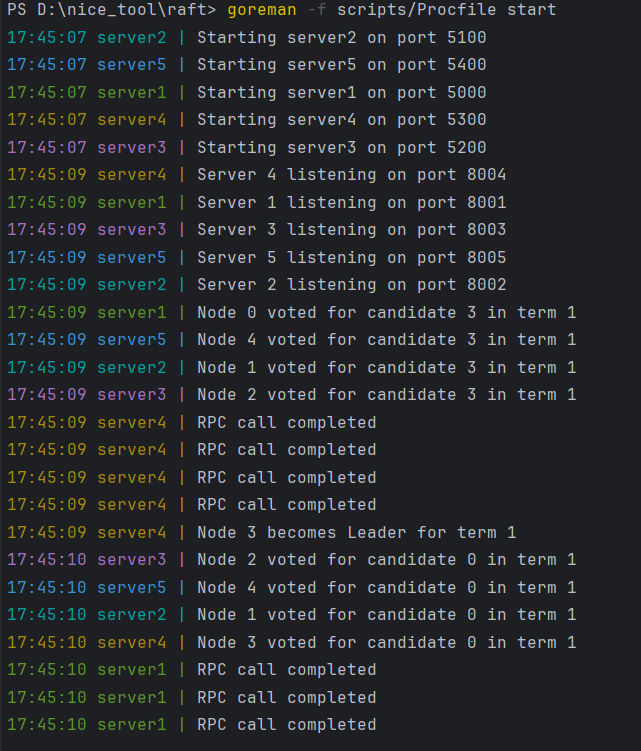 PS D:\nice_tool\raft> goreman -f scripts/Procfile start
17:45:07 server2 | Starting server2 on port 5100
17:45:07 server5 | Starting server5 on port 5400
17:45:07 server1 | Starting server1 on port 5000
17:45:07 server4 | Starting server4 on port 5300
17:45:07 server3 | Starting server3 on port 5200
17:45:09 server4 | Server 4 listening on port 8004
17:45:09 server1 | Server 1 listening on port 8001
17:45:09 server3 | Server 3 listening on port 8003
17:45:09 server5 | Server 5 listening on port 8005
17:45:09 server2 | Server 2 listening on port 8002
17:45:09 server1 | Node 0 voted for candidate 3 in term 1
17:45:09 server5 | Node 4 voted for candidate 3 in term 1
17:45:09 server2 | Node 1 voted for candidate 3 in term 1
17:45:09 server3 | Node 2 voted for candidate 3 in term 1
17:45:09 server4 | RPC call completed
17:45:09 server4 | RPC call completed
17:45:09 server4 | RPC call completed
17:45:09 server4 | RPC call completed
17:45:09 server4 | Node 3 becomes Leader for term 1
17:45:10 server3 | Node 2 voted for candidate 0 in term 1
17:45:10 server5 | Node 4 voted for candidate 0 in term 1
17:45:10 server2 | Node 1 voted for candidate 0 in term 1
17:45:10 server4 | Node 3 voted for candidate 0 in term 1
17:45:10 server1 | RPC call completed
17:45:10 server1 | RPC call completed
17:45:10 server1 | RPC call completed